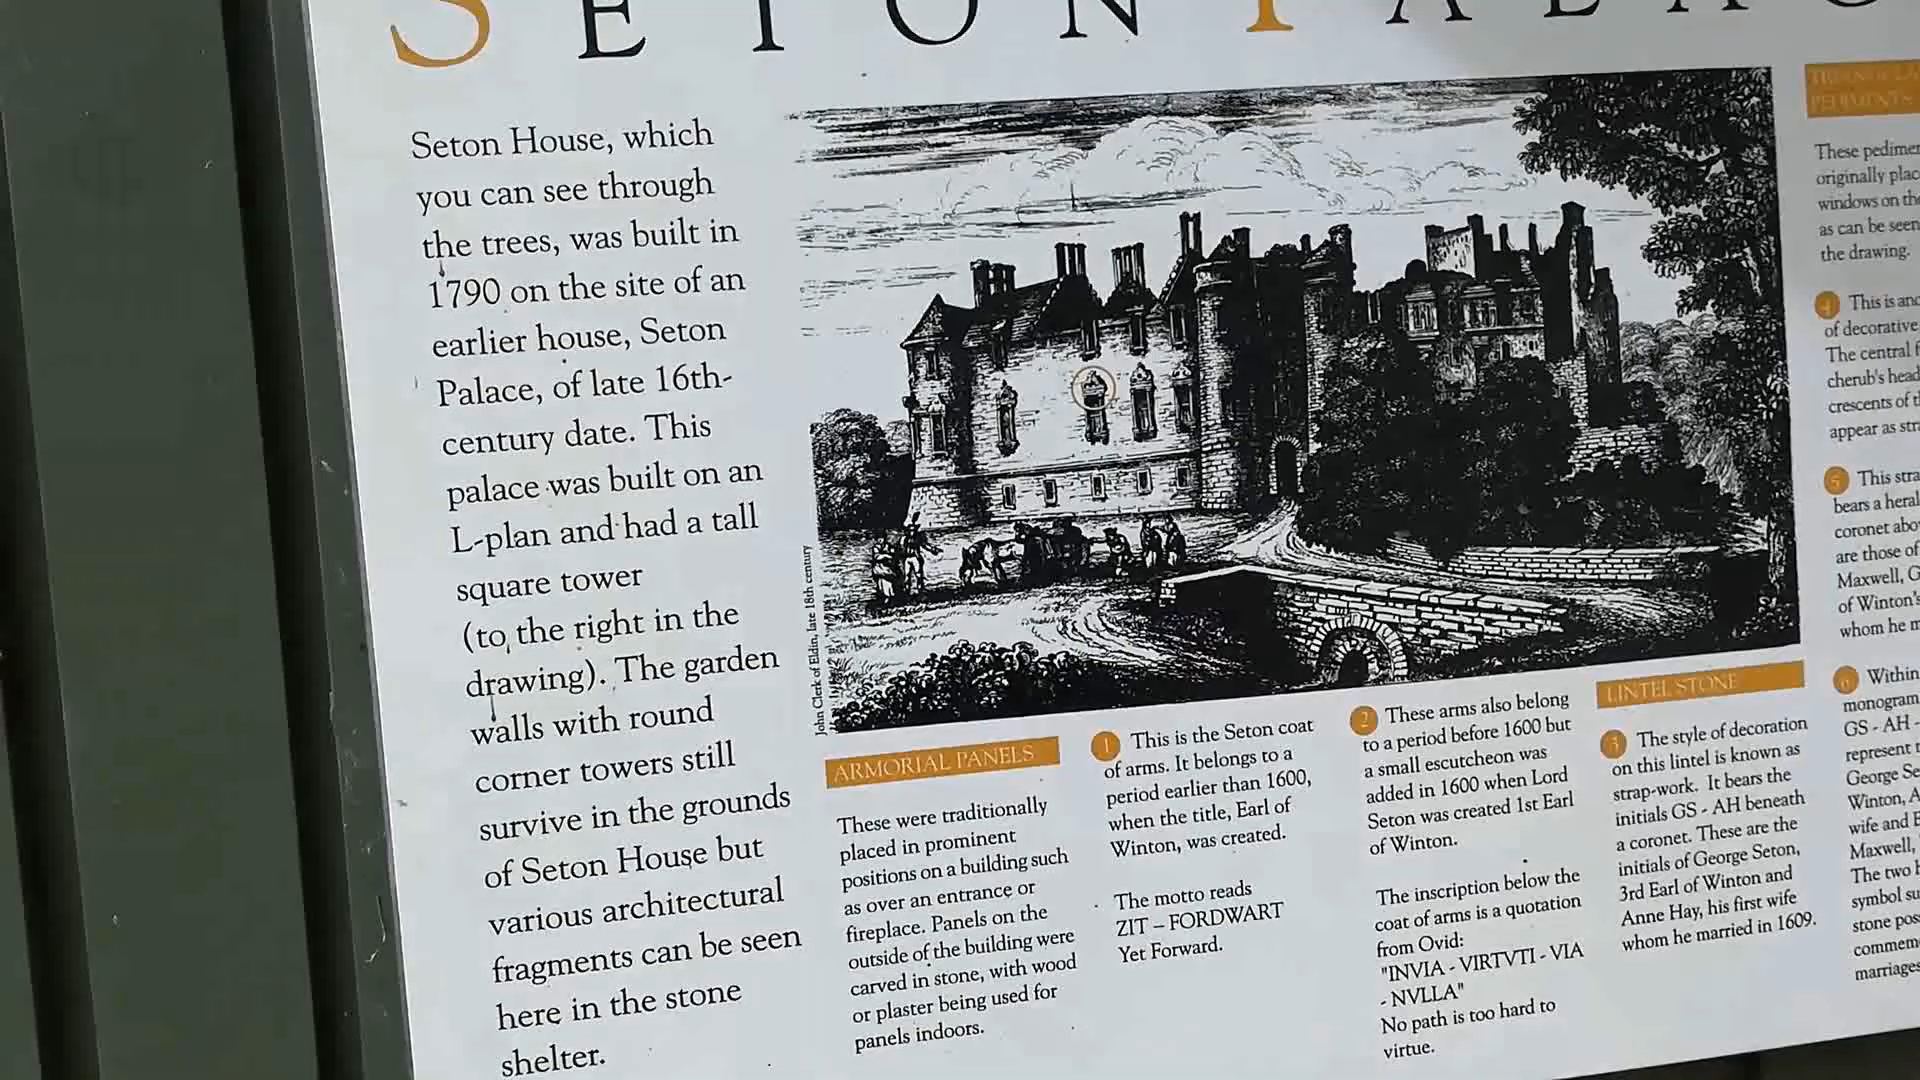 SETON PALAC
Seton House, which
you can see through
the trees, was built in
1790 on the site of an
earlier house, Seton
Palace, of late 16th-
century date. This
palace was built on an
L-plan and had a tall
square tower
(to the right in the
drawing). The garden
walls with round
corner towers still
survive in the grounds
of Seton House but
various architectural
fragments can be seen
here in the stone
shelter.
John Clerk of Eldin, late 18th century
ARMORIAL PANELS
These were traditionally
placed in prominent
positions on a building such
as over an entrance or
fireplace. Panels on the
outside of the building were
carved in stone, with wood
or plaster being used for
panels indoors.
1 This is the Seton coat
of arms. It belongs to a
period earlier than 1600,
when the title, Earl of
Winton, was created.
The motto reads
ZIT – FORDWART
Yet Forward.
2 These arms also belong
to a period before 1600 but
a small escutcheon was
added in 1600 when Lord
Seton was created 1st Earl
of Winton.
The inscription below the
coat of arms is a quotation
from Ovid:
"INVIA - VIRTVTI - VIA
- NVLLA"
No path is too hard to
virtue.
LINTEL STONE
3 The style of decoration
on this lintel is known as
strap-work. It bears the
initials GS - AH beneath
a coronet. These are the
initials of George Seton,
3rd Earl of Winton and
Anne Hay, his first wife
whom he married in 1609.
PEDIMENTS
These
originally
windows on
as can be seen
the drawing.
4 This is
of decorative
The central
cherub's head
crescents of
appear as
5 This
bears a
coronet
are those of
Maxwell,
of Winton's
whom he
6 Within
monogram
GS - AH -
represent
George
Winton,
wife and
Maxwell,
The two
symbol
stone
marriages